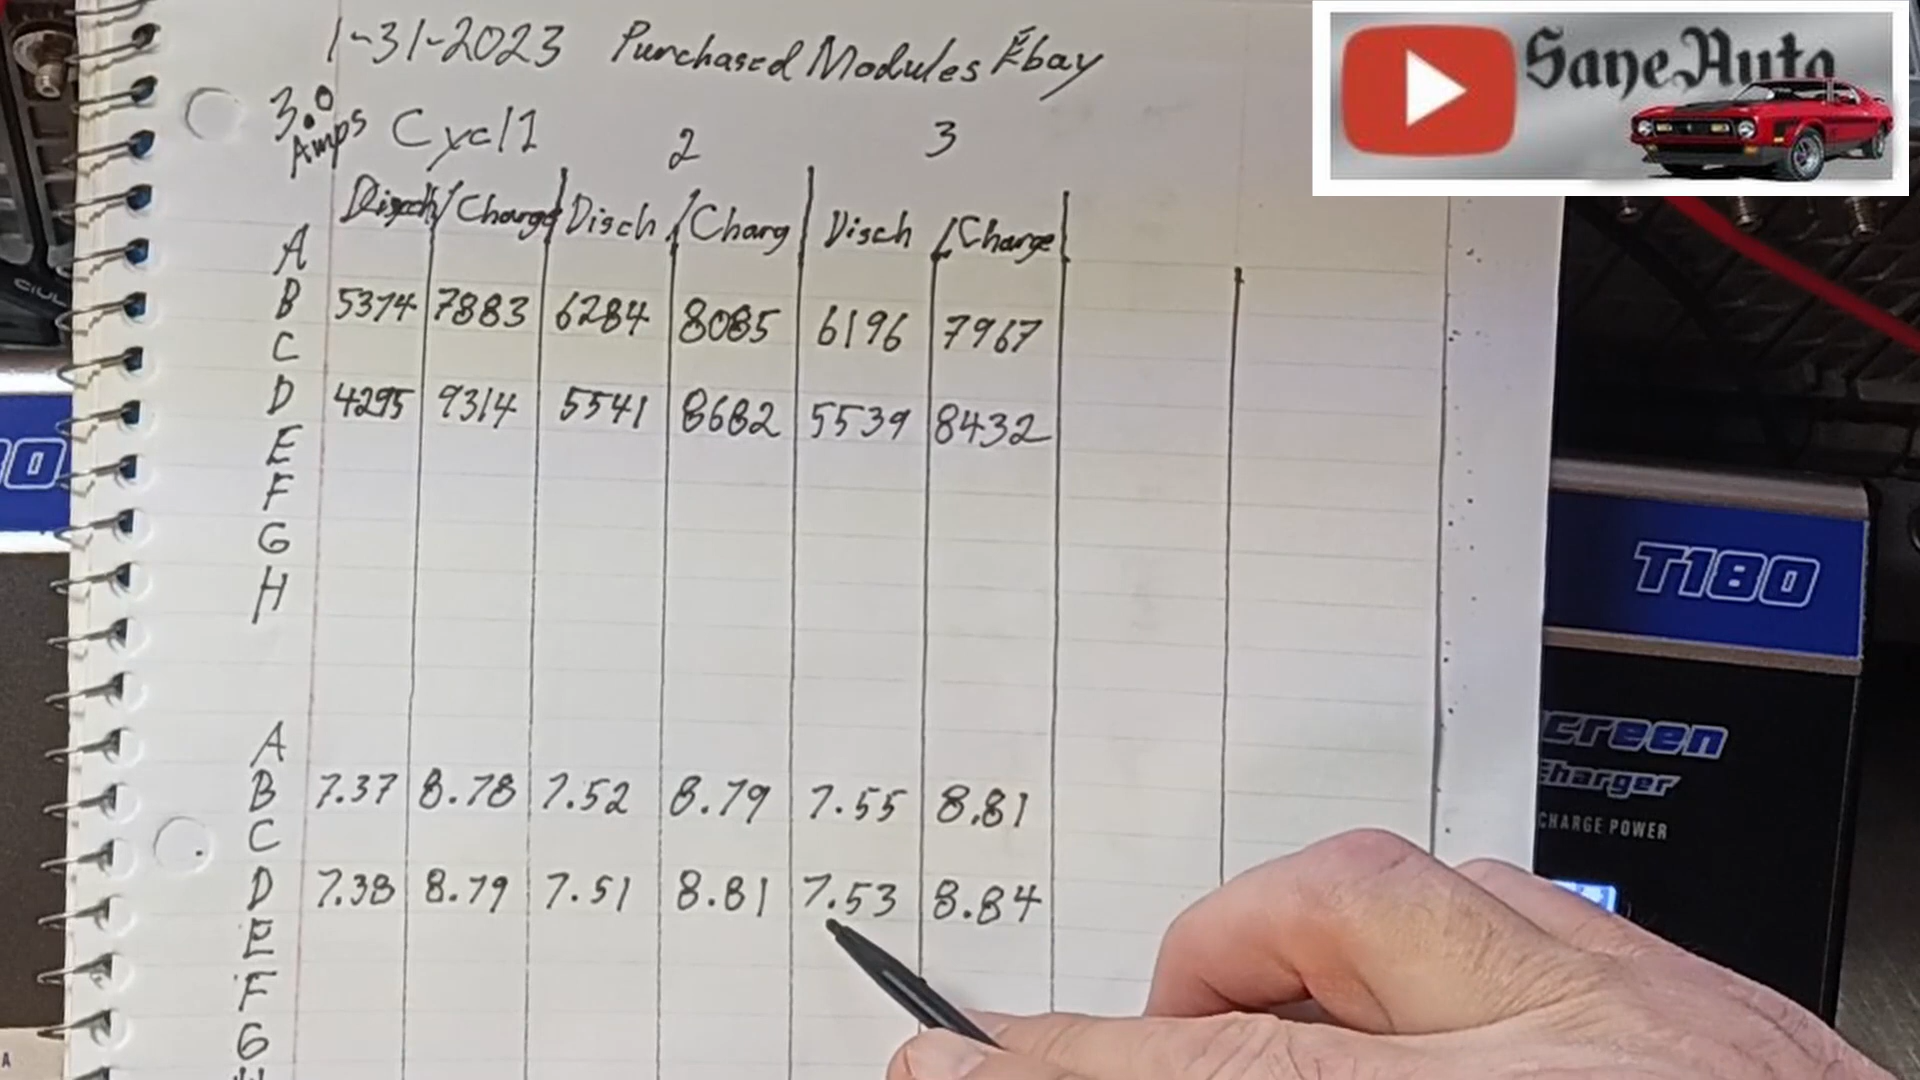 1-31-2023 Purchased Modules Ebay
3.0 Amps Cycl1 2 3
Disch/Charge Disch/Charg Disch/Charge
A
B 5374 7883 6284 8085 6196 7967
C
D 4295 9314 5541 8682 5539 8432
E
F
G
H
A
B 7.37 8.78 7.52 8.79 7.55 8.81
C
D 7.38 8.79 7.51 8.81 7.53 8.84
E
F
G
SaneAuto
T180
creen
Charger
CHARGE POWER
CIUL
80
A